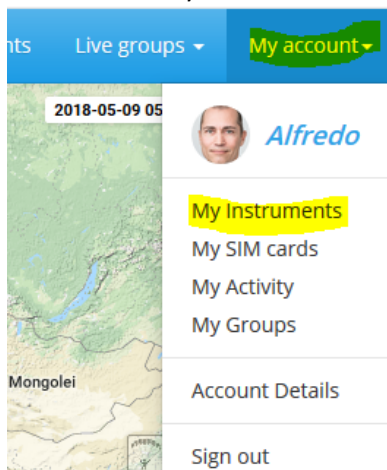 nts Live groups My account
2018-05-09 05
Alfredo
My Instruments
My SIM cards
My Activity
My Groups
Mongolei
Account Details
Sign out